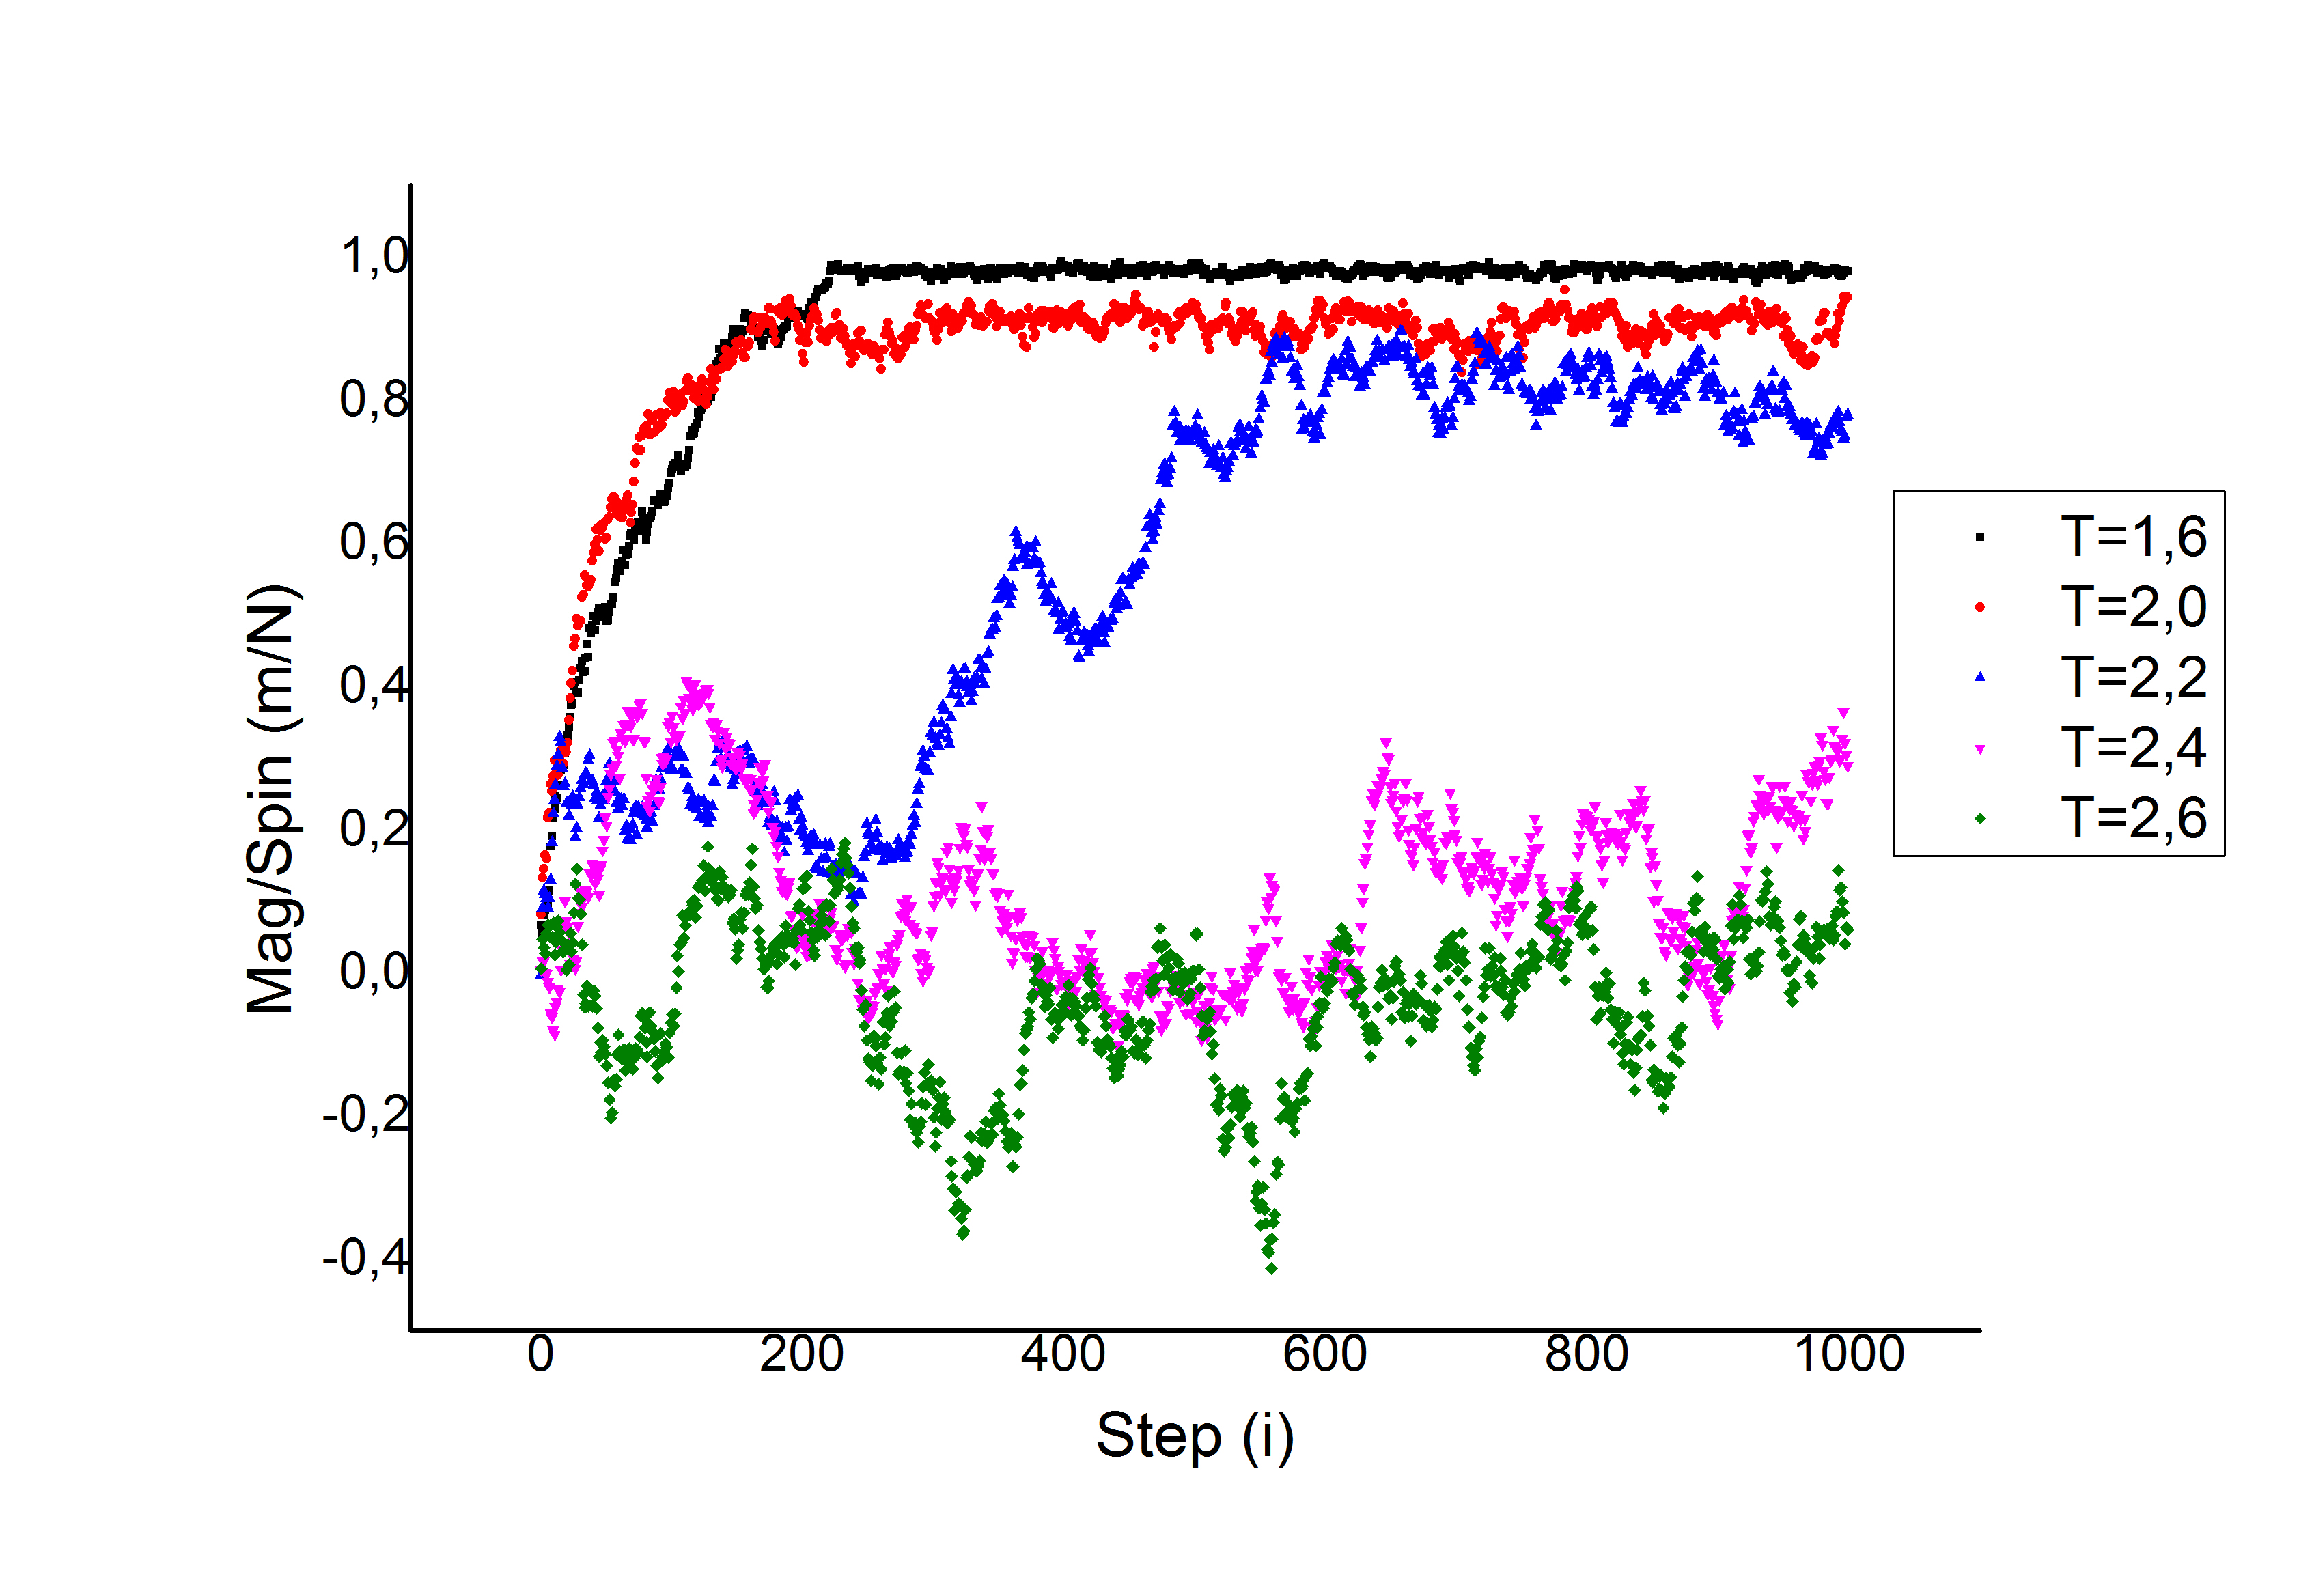 1,0
0,8
0,6
0,4
0,2
0,0
-0,2
-0,4
Mag/Spin (m/N)
0 200 400 600 800 1000
Step (i)
T=1,6
T=2,0
T=2,2
T=2,4
T=2,6